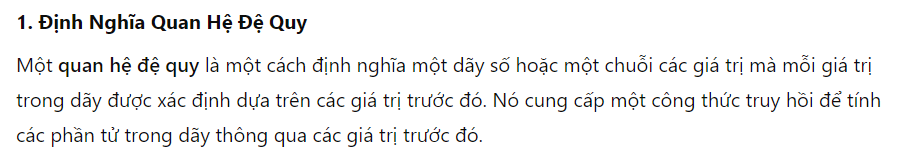 1. Định Nghĩa Quan Hệ Đệ Quy
Một quan hệ đệ quy là một cách định nghĩa một dãy số hoặc một chuỗi các giá trị mà mỗi giá trị
trong dãy được xác định dựa trên các giá trị trước đó. Nó cung cấp một công thức truy hồi để tính
các phần tử trong dãy thông qua các giá trị trước đó.